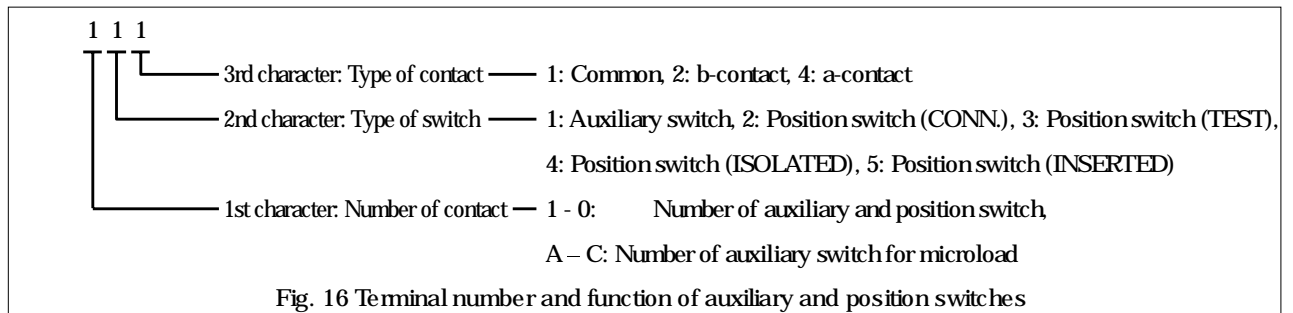 1 1 1
3rd character: Type of contact 1: Common, 2: b-contact, 4: a-contact
2nd character: Type of switch 1: Auxiliary switch, 2: Position switch (CONN.), 3: Position switch (TEST),
4: Position switch (ISOLATED), 5: Position switch (INSERTED)
1st character: Number of contact 1 - 0: Number of auxiliary and position switch,
A – C: Number of auxiliary switch for microload
Fig. 16 Terminal number and function of auxiliary and position switches